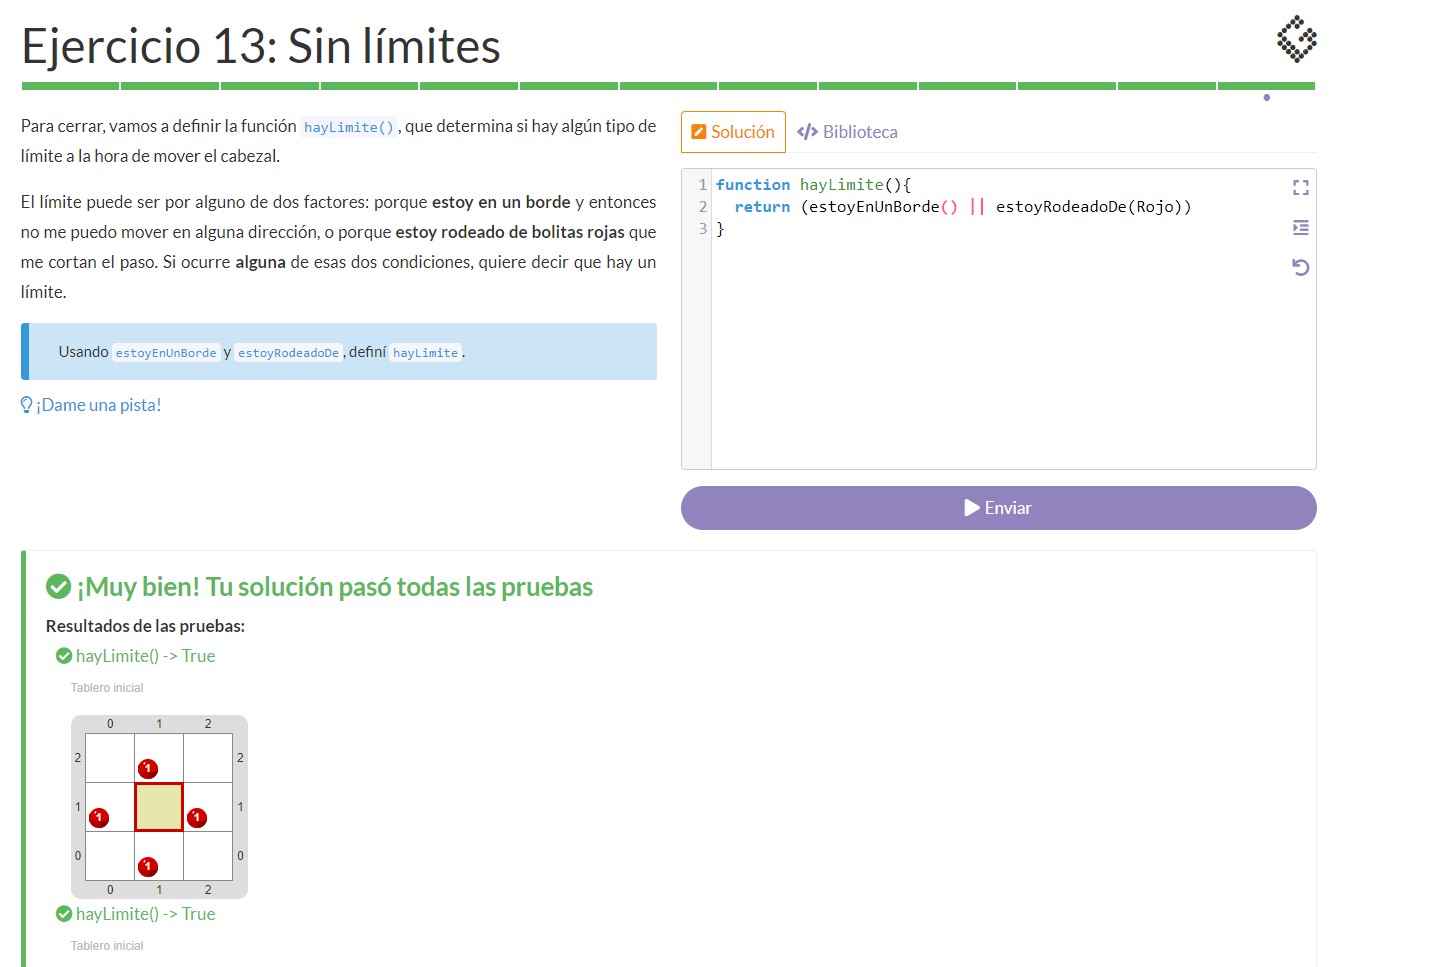 Ejercicio 13: Sin límites
Para cerrar, vamos a definir la función hayLimite(), que determina si hay algún tipo de
límite a la hora de mover el cabezal.
El límite puede ser por alguno de dos factores: porque estoy en un borde y entonces
no me puedo mover en alguna dirección, o porque estoy rodeado de bolitas rojas que
me cortan el paso. Si ocurre alguna de esas dos condiciones, quiere decir que hay un
límite.
Usando estoyEnUnBorde y estoyRodeadoDe, definí hayLimite.
¡Dame una pista!
Solución
</> Biblioteca
1 function hayLimite(){
2   return (estoyEnUnBorde() || estoyRodeadoDe(Rojo))
3 }
Enviar
¡Muy bien! Tu solución pasó todas las pruebas
Resultados de las pruebas:
hayLimite() -> True
Tablero inicial
0 1 2
2 1 2
1 1 1 1
0 1 0
0 1 2
hayLimite() -> True
Tablero inicial